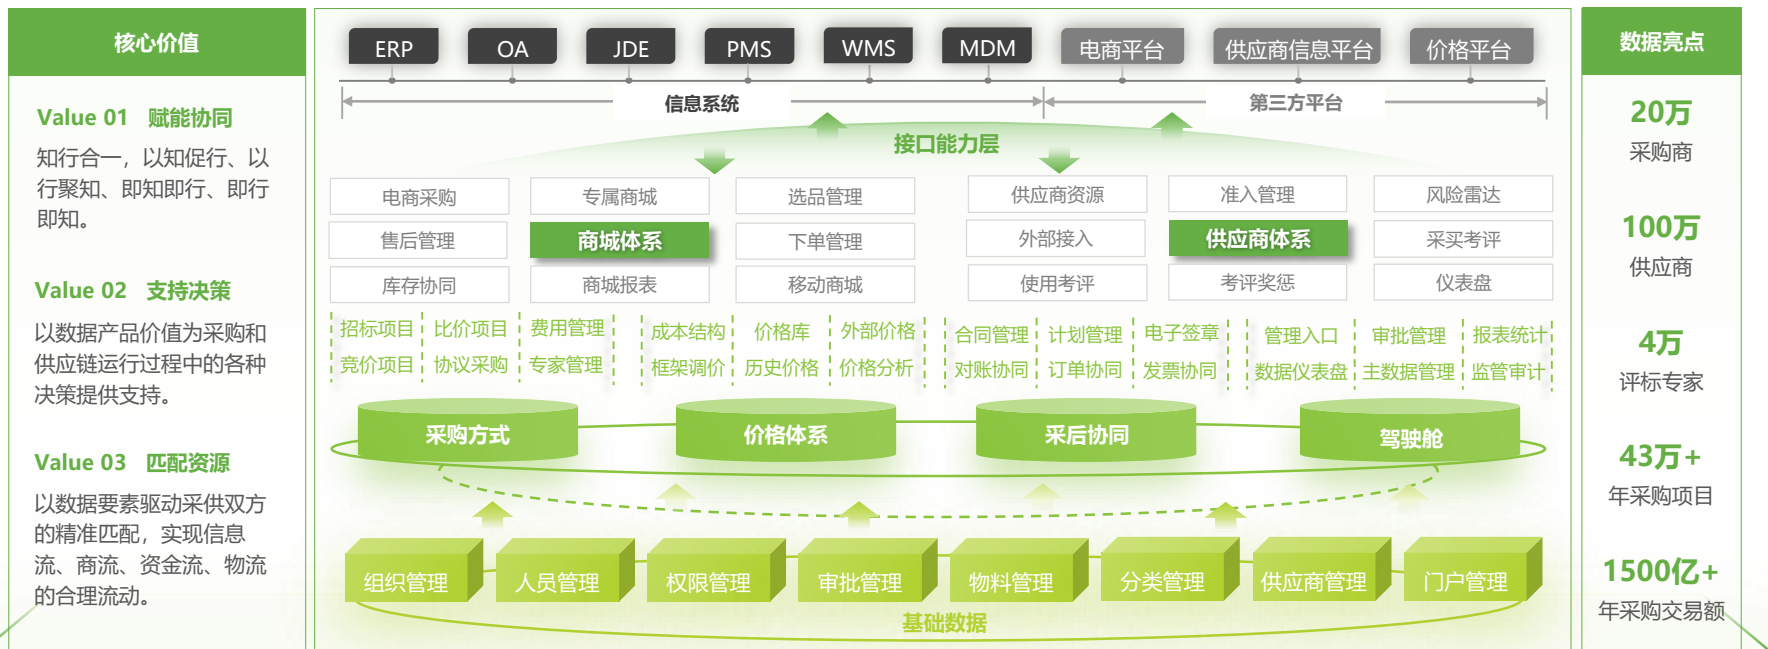 核心价值
Value 01 赋能协同
知行合一，以知促行、以
行聚知、即知即行、即行
即知。
Value 02 支持决策
以数据产品价值为采购和
供应链运行过程中的各种
决策提供支持。
Value 03 匹配资源
以数据要素驱动采供双方
的精准匹配，实现信息
流、商流、资金流、物流
的合理流动。
ERP OA JDE PMS WMS MDM 电商平台 供应商信息平台 价格平台
信息系统 第三方平台
接口能力层
电商采购 专属商城 选品管理 供应商资源 准入管理 风险雷达
售后管理 商城体系 下单管理 外部接入 供应商体系 采买考评
库存协同 商城报表 移动商城 使用考评 考评奖惩 仪表盘
招标项目 比价项目 费用管理 成本结构 价格库 外部价格 合同管理 计划管理 电子签章 管理入口 审批管理 报表统计
竞价项目 协议采购 专家管理 框架调价 历史价格 价格分析 对账协同 订单协同 发票协同 数据仪表盘 主数据管理 监管审计
采购方式 价格体系 采后协同 驾驶舱
组织管理 人员管理 权限管理 审批管理 物料管理 分类管理 供应商管理 门户管理
基础数据
数据亮点
20万
采购商
100万
供应商
4万
评标专家
43万+
年采购项目
1500亿+
年采购交易额